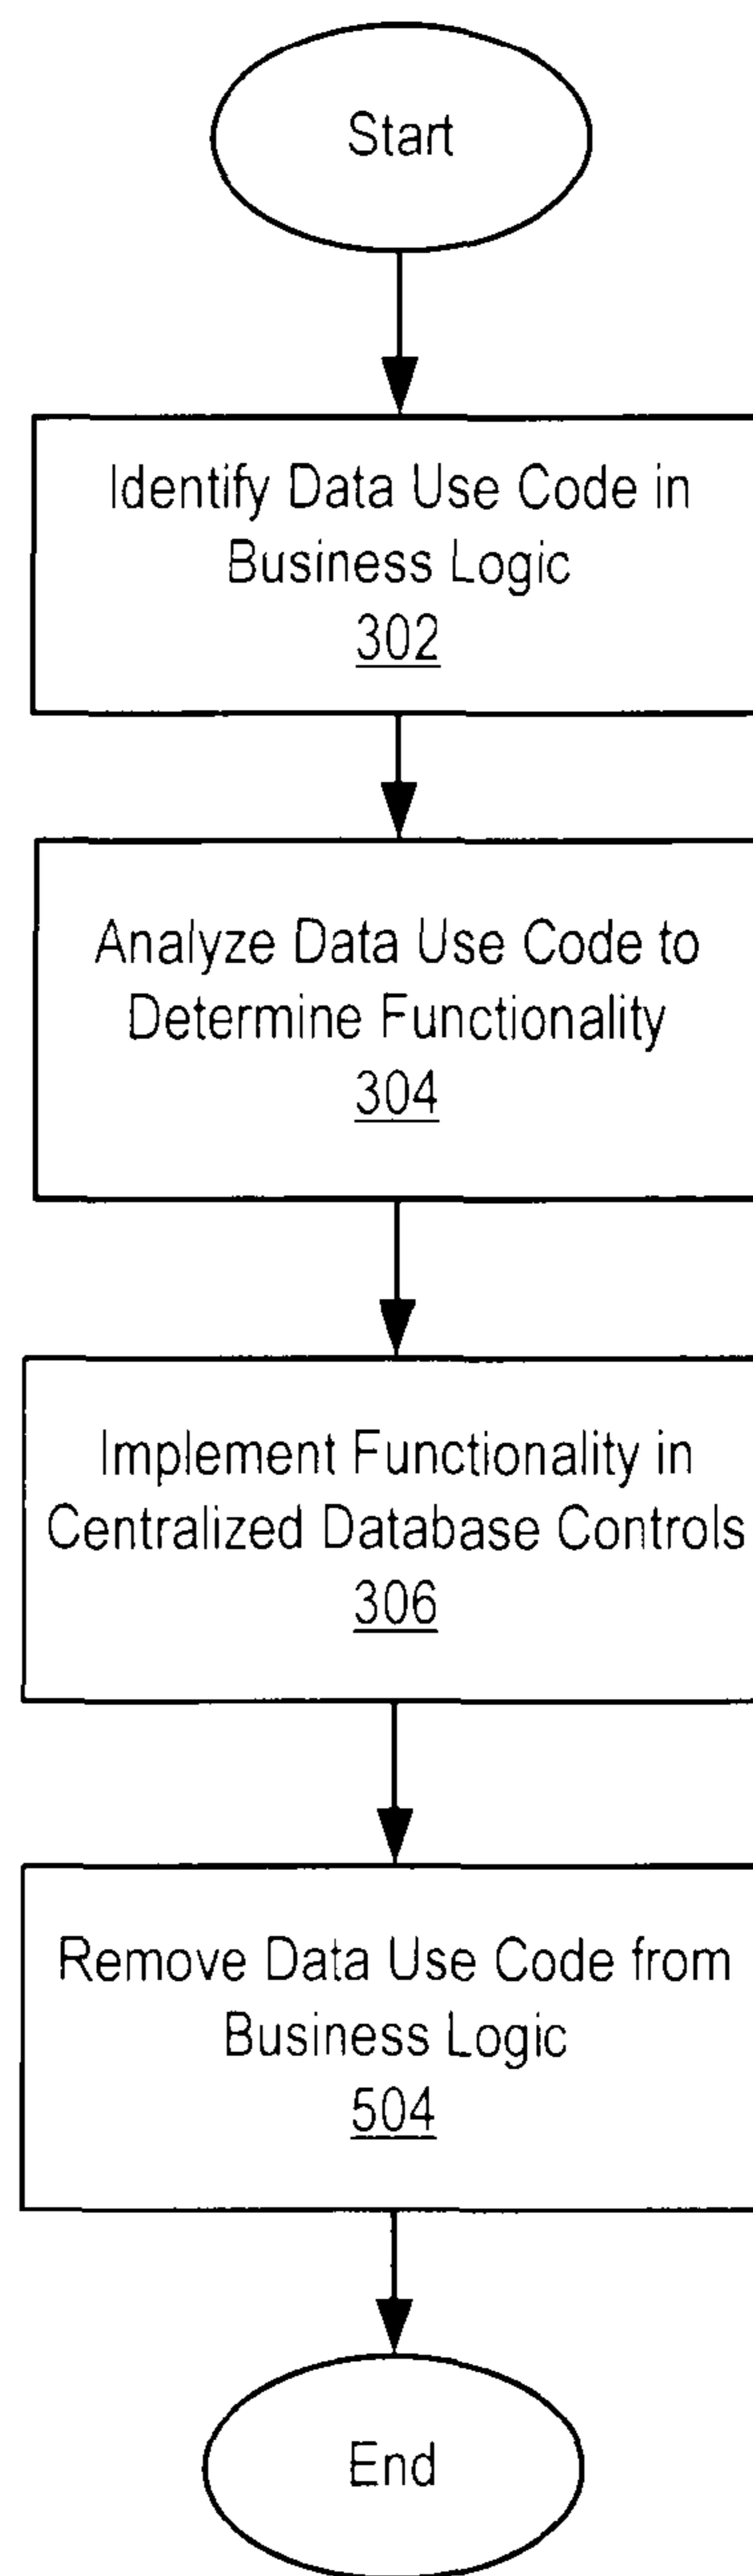 Start
Identify Data Use Code in
Business Logic
302
Analyze Data Use Code to
Determine Functionality
304
Implement Functionality in
Centralized Database Controls
306
Remove Data Use Code from
Business Logic
504
End